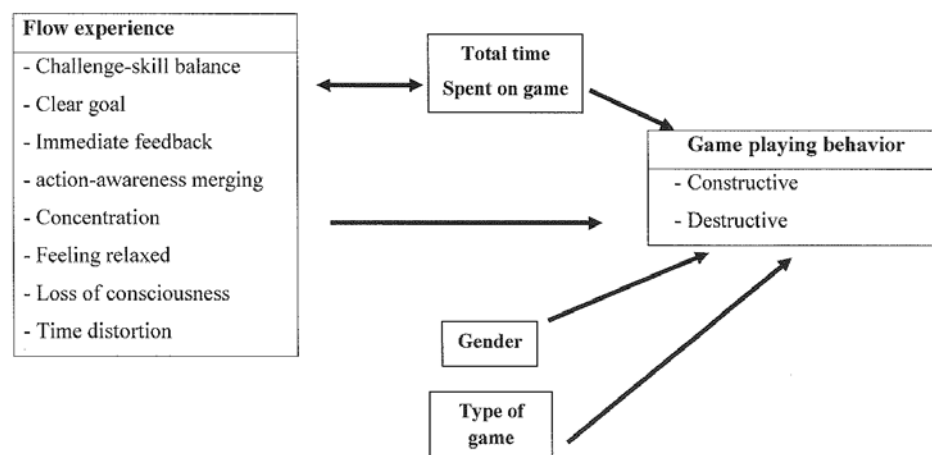 Flow experience
- Challenge-skill balance
- Clear goal
- Immediate feedback
- action-awareness merging
- Concentration
- Feeling relaxed
- Loss of consciousness
- Time distortion
Total time
Spent on game
Game playing behavior
- Constructive
- Destructive
Gender
Type of
game